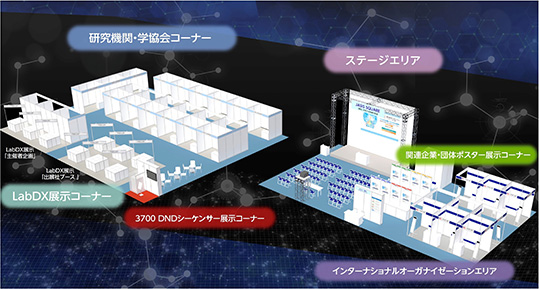 研究機関・学協会コーナー
ステージエリア
JASIS SQUARE
関連企業・団体ポスター展示コーナー
LabDX展示
「主催者企画」
LabDX展示
「出展社ブース」
LabDX展示コーナー
3700 DNDシーケンサー展示コーナー
インターナショナルオーガナイゼーションエリア